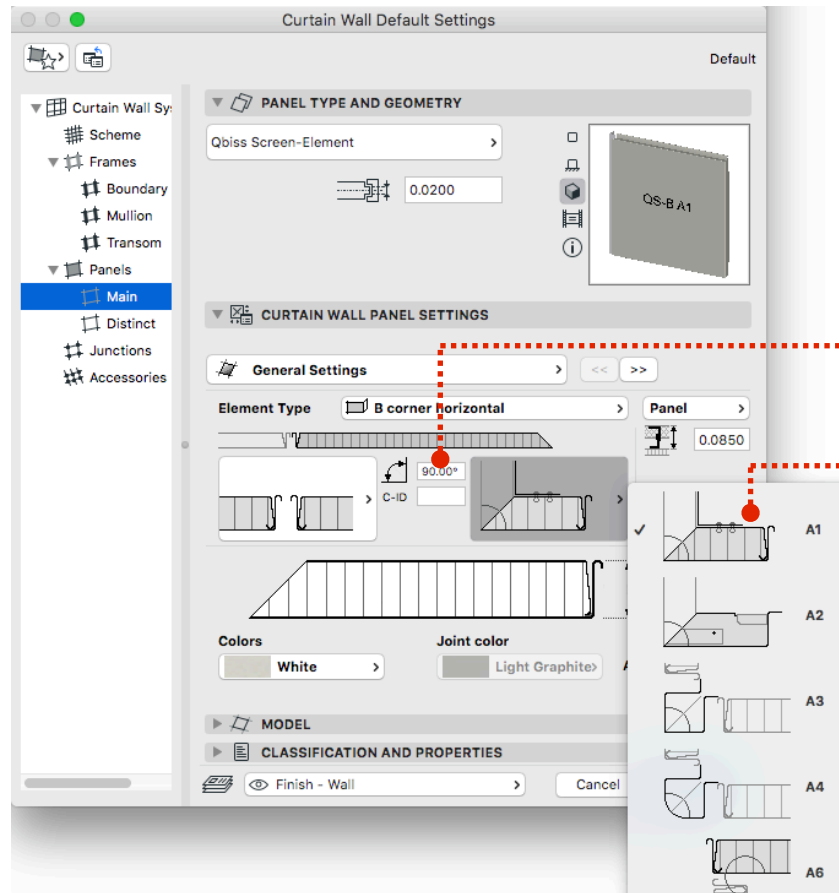 Curtain Wall Default Settings
Default
Curtain Wall Sy
Scheme
Frames
Boundary
Mullion
Transom
Panels
Main
Distinct
Junctions
Accessories
PANEL TYPE AND GEOMETRY
Qbiss Screen-Element
0.0200
QS-B A1
CURTAIN WALL PANEL SETTINGS
General Settings
<< >>
Element Type B corner horizontal Panel
0.0850
90.00°
C-ID
A1
A2
A3
A4
A6
Colors Joint color
White Light Graphite
MODEL
CLASSIFICATION AND PROPERTIES
Finish - Wall Cancel